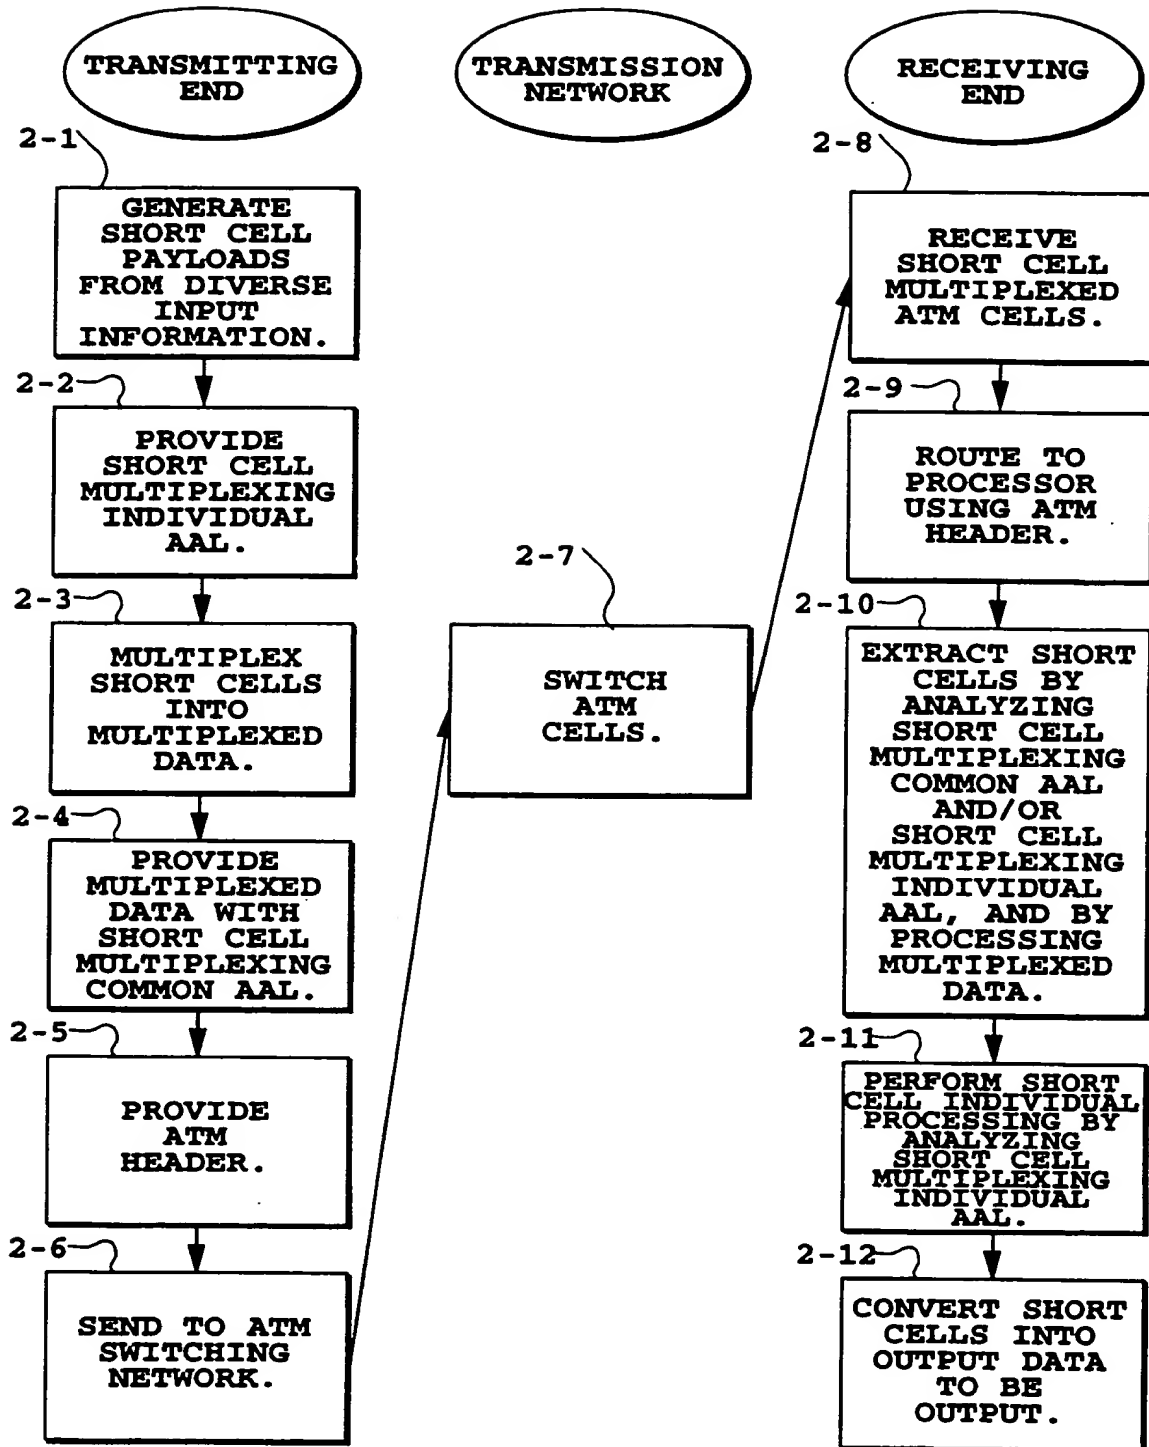 TRANSMITTING
END
2-1
GENERATE
SHORT CELL
PAYLOADS
FROM DIVERSE
INPUT
INFORMATION.
2-2
PROVIDE
SHORT CELL
MULTIPLEXING
INDIVIDUAL
AAL.
2-3
MULTIPLEX
SHORT CELLS
INTO
MULTIPLEXED
DATA.
2-4
PROVIDE
MULTIPLEXED
DATA WITH
SHORT CELL
MULTIPLEXING
COMMON AAL.
2-5
PROVIDE
ATM
HEADER.
2-6
SEND TO ATM
SWITCHING
NETWORK.
TRANSMISSION
NETWORK
2-7
SWITCH
ATM
CELLS.
RECEIVING
END
2-8
RECEIVE
SHORT CELL
MULTIPLEXED
ATM CELLS.
2-9
ROUTE TO
PROCESSOR
USING ATM
HEADER.
2-10
EXTRACT SHORT
CELLS BY
ANALYZING
SHORT CELL
MULTIPLEXING
COMMON AAL
AND/OR
SHORT CELL
MULTIPLEXING
INDIVIDUAL
AAL, AND BY
PROCESSING
MULTIPLEXED
DATA.
2-11
PERFORM SHORT
CELL INDIVIDUAL
PROCESSING BY
ANALYZING
SHORT CELL
MULTIPLEXING
INDIVIDUAL
AAL.
2-12
CONVERT SHORT
CELLS INTO
OUTPUT DATA
TO BE
OUTPUT.